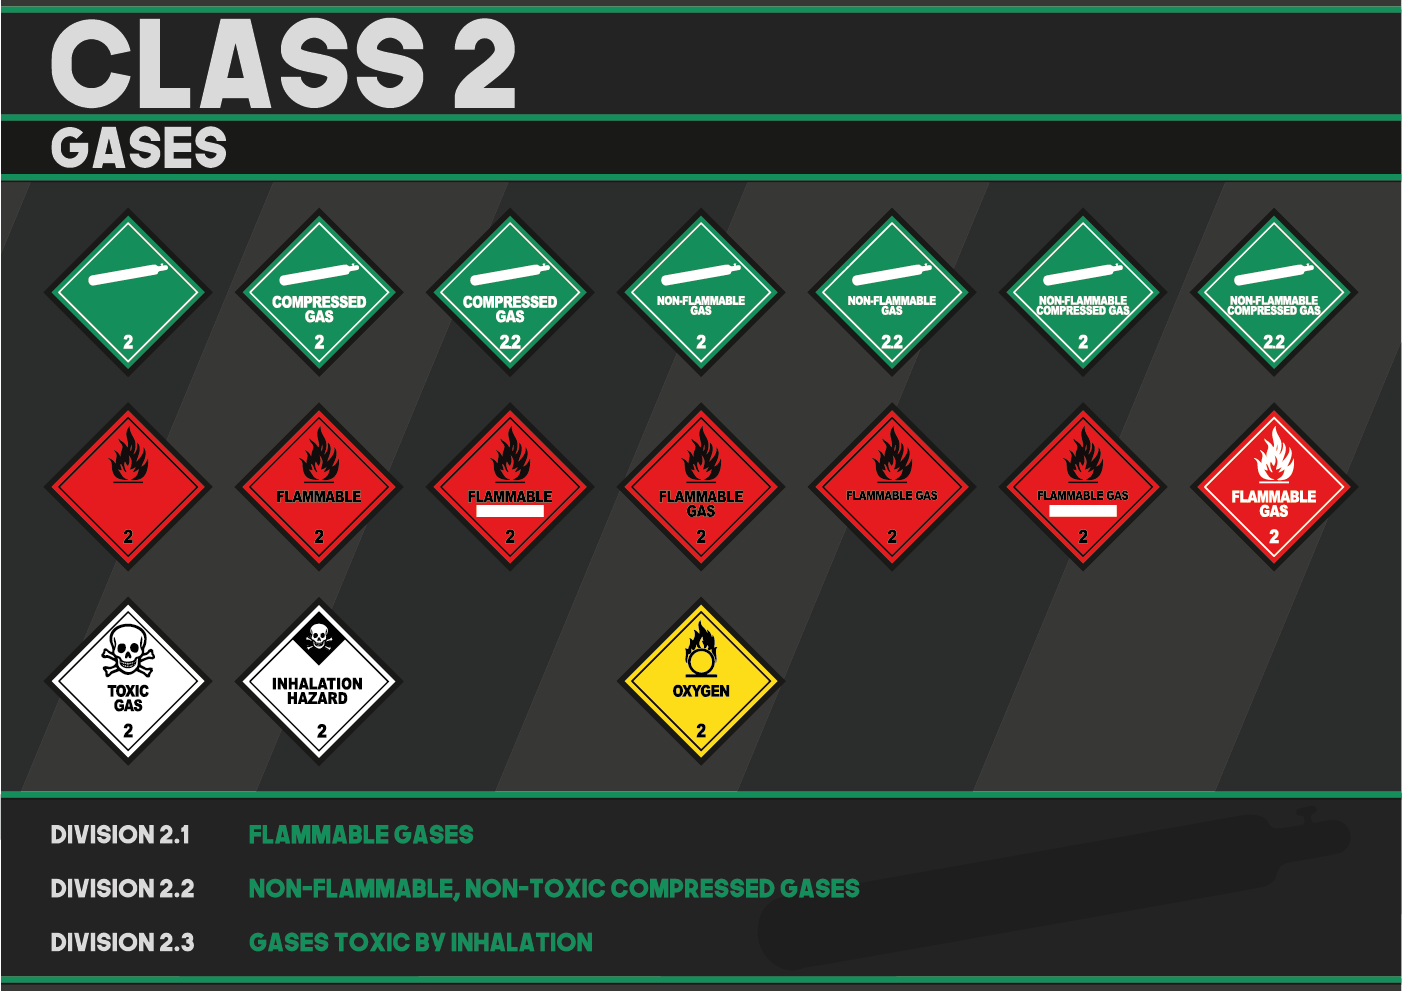 CLASS 2
GASES
2
COMPRESSED
GAS
2
COMPRESSED
GAS
2.2
NON-FLAMMABLE
GAS
2
NON-FLAMMABLE
GAS
2.2
NON-FLAMMABLE
COMPRESSED GAS
2
NON-FLAMMABLE
COMPRESSED GAS
2.2
2
FLAMMABLE
2
FLAMMABLE
2
FLAMMABLE
GAS
2
FLAMMABLE GAS
2
FLAMMABLE GAS
2
FLAMMABLE
GAS
2
TOXIC
GAS
2
INHALATION
HAZARD
2
OXYGEN
2
DIVISION 2.1 FLAMMABLE GASES
DIVISION 2.2 NON-FLAMMABLE, NON-TOXIC COMPRESSED GASES
DIVISION 2.3 GASES TOXIC BY INHALATION